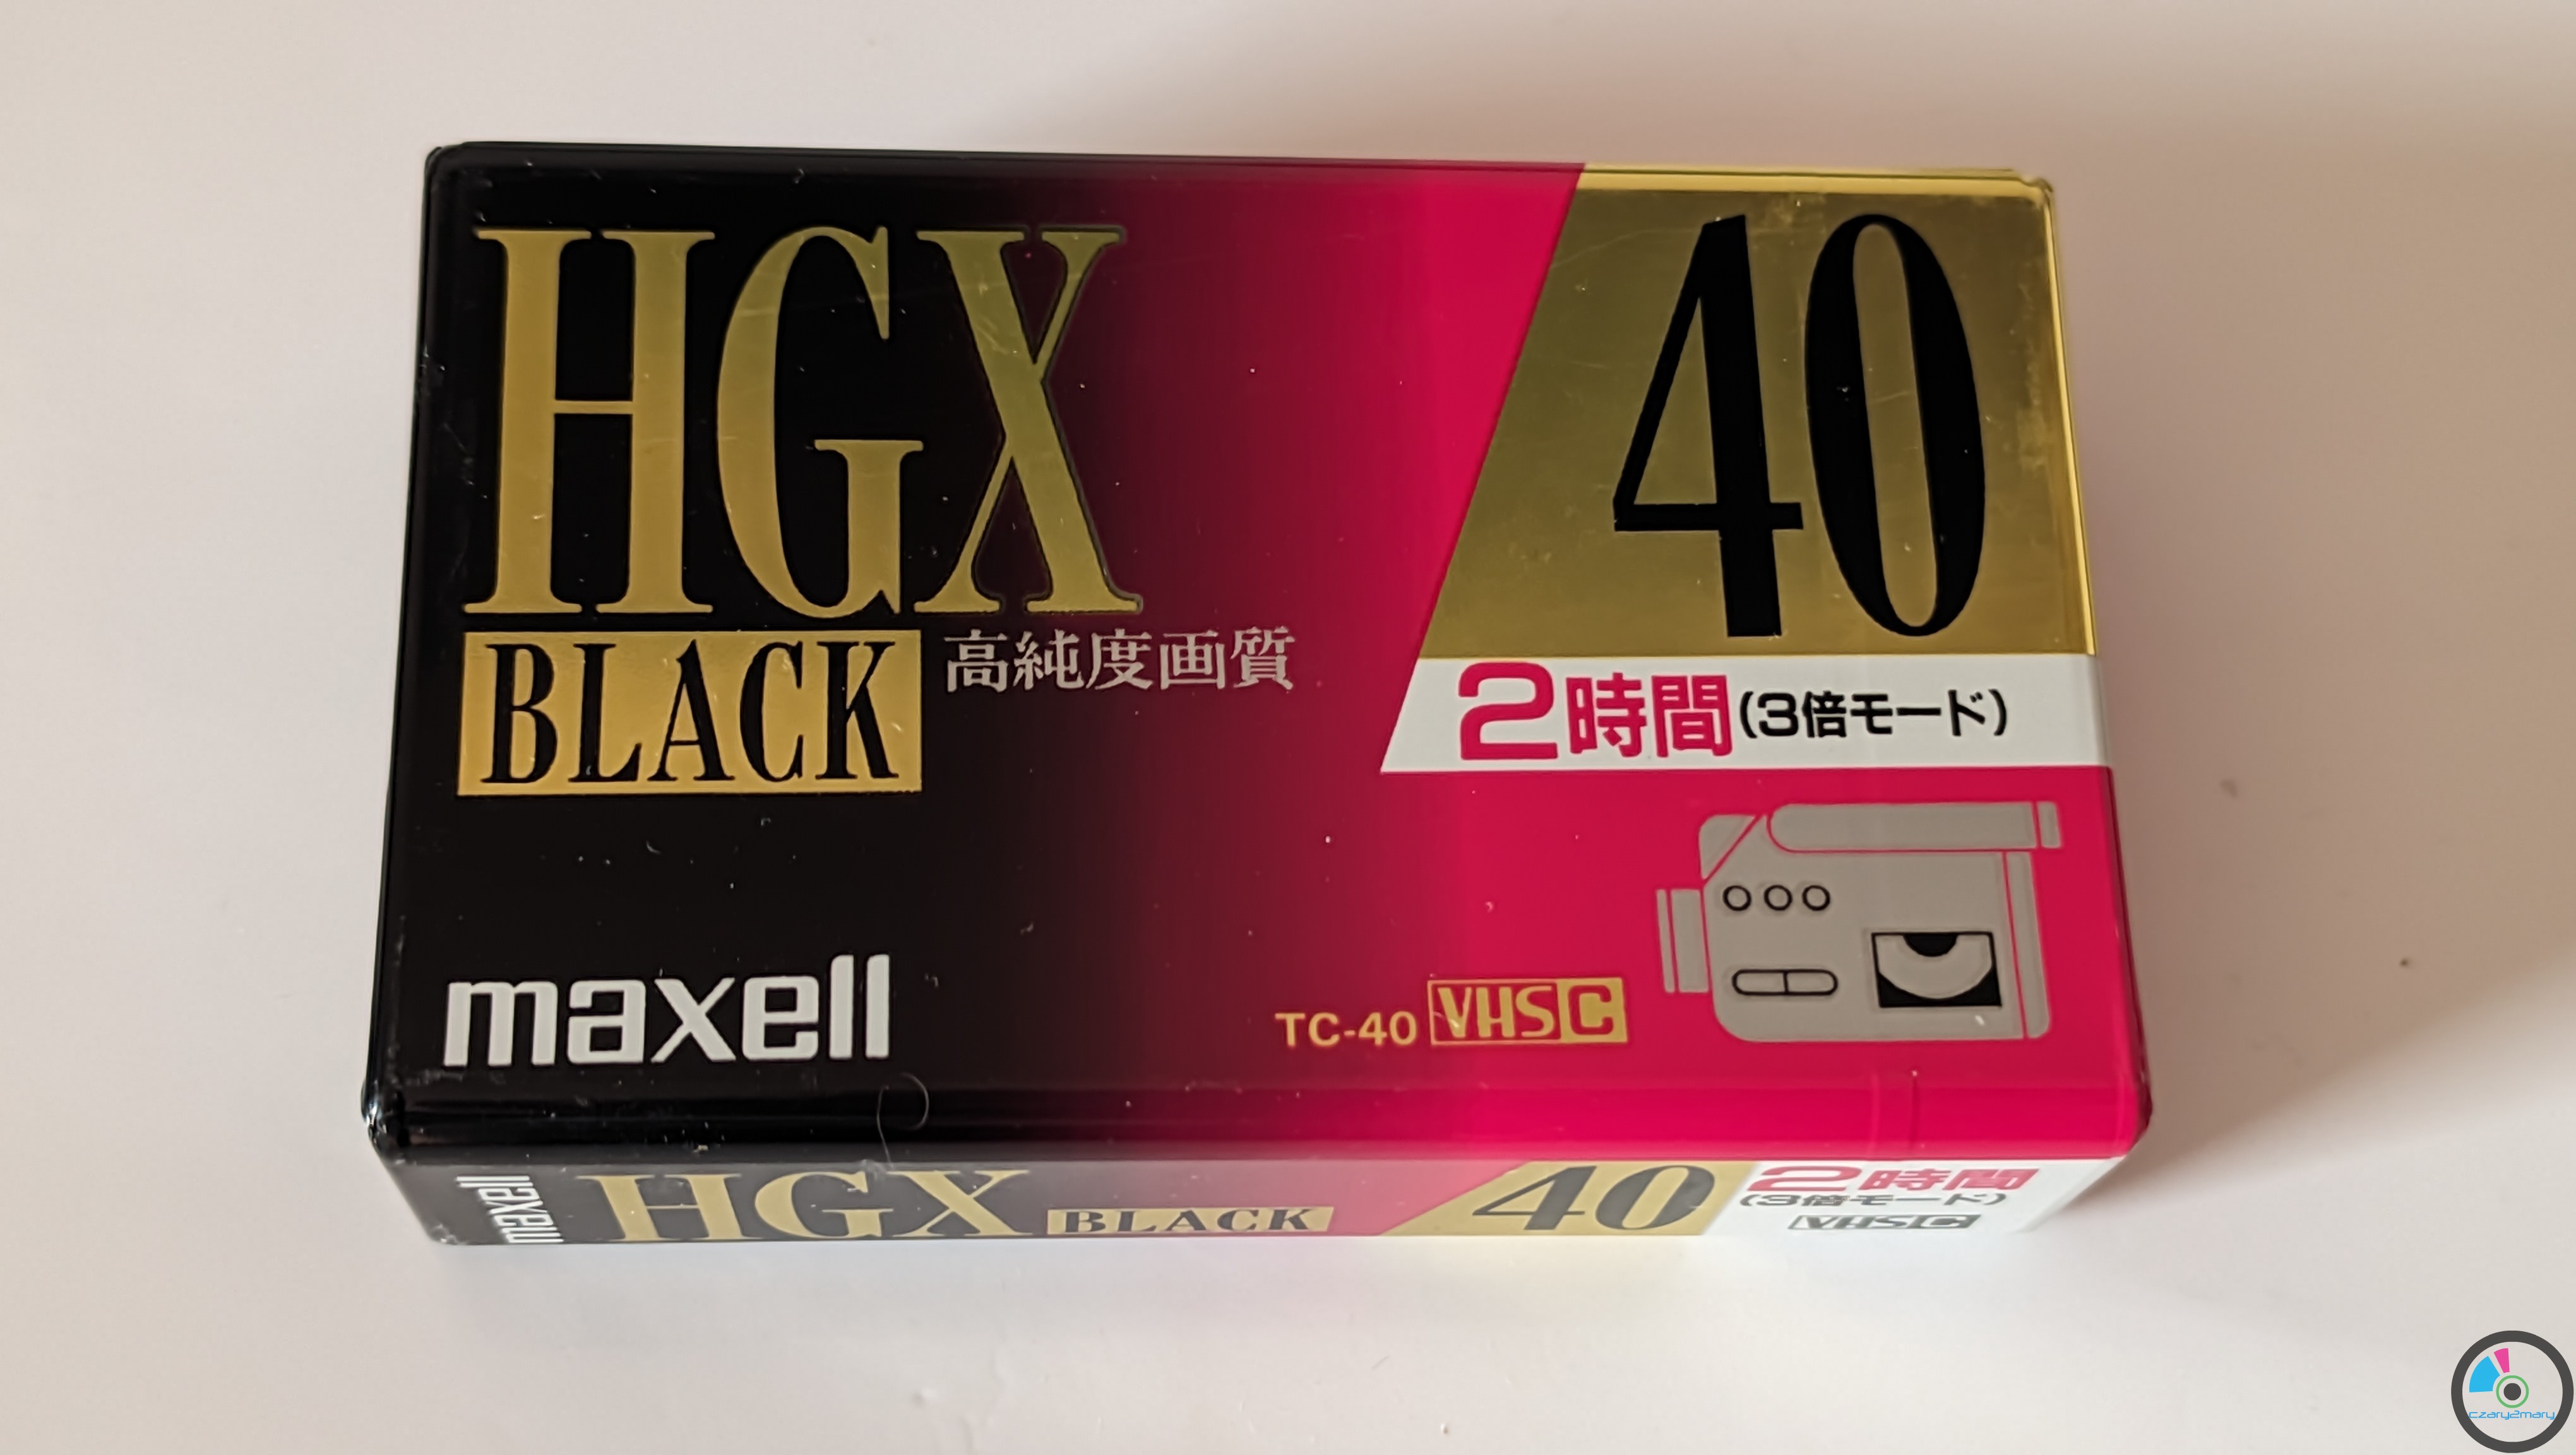 HGX
40
BLACK 高純度画質
2時間(3倍モード)
maxell
TC-40 VHS C
maxell HGX BLACK 40 2時間
(3倍モード)
VHS C
czary2mary